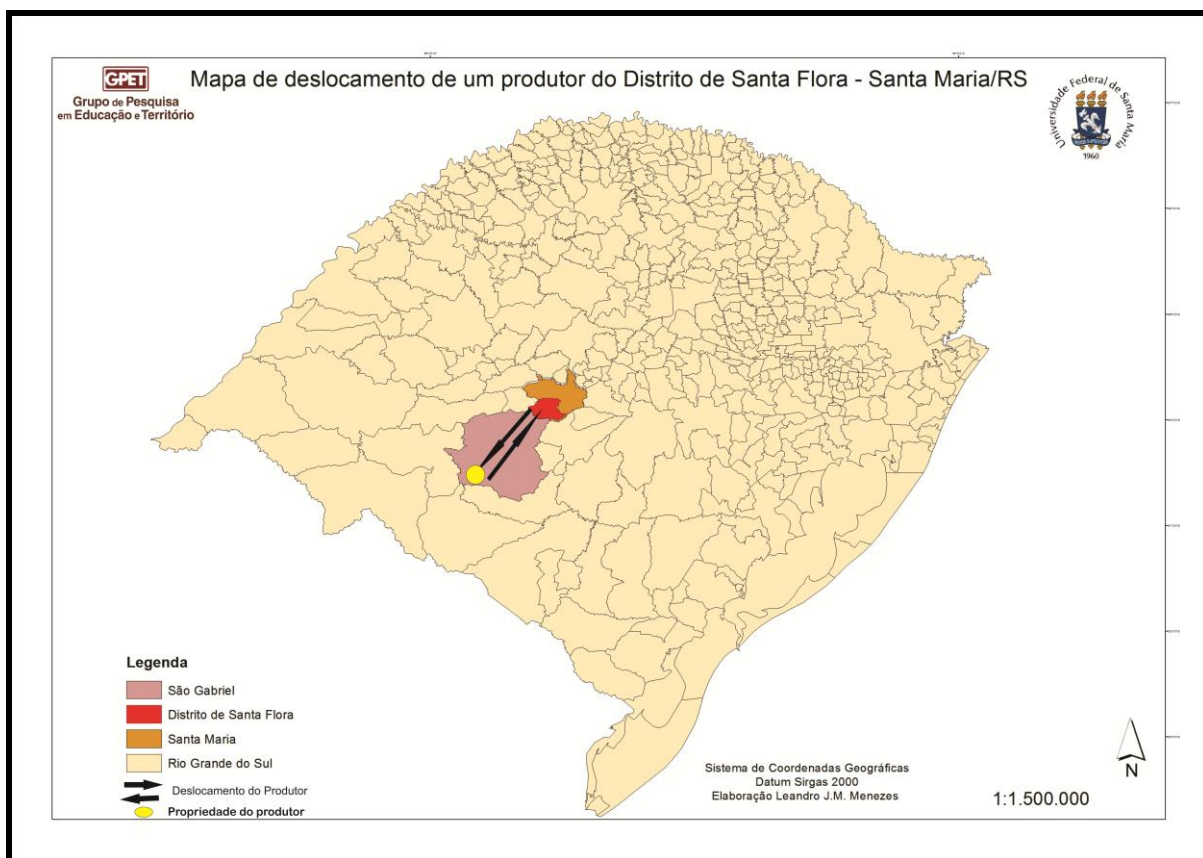 GPET
Grupo de Pesquisa
em Educação e Território
Mapa de deslocamento de um produtor do Distrito de Santa Flora - Santa Maria/RS
Universidade Federal de Santa Maria
1960
Legenda
São Gabriel
Distrito de Santa Flora
Santa Maria
Rio Grande do Sul
Deslocamento do Produtor
Propriedade do produtor
Sistema de Coordenadas Geográficas
Datum Sirgas 2000
Elaboração Leandro J.M. Menezes
N
1:1.500.000